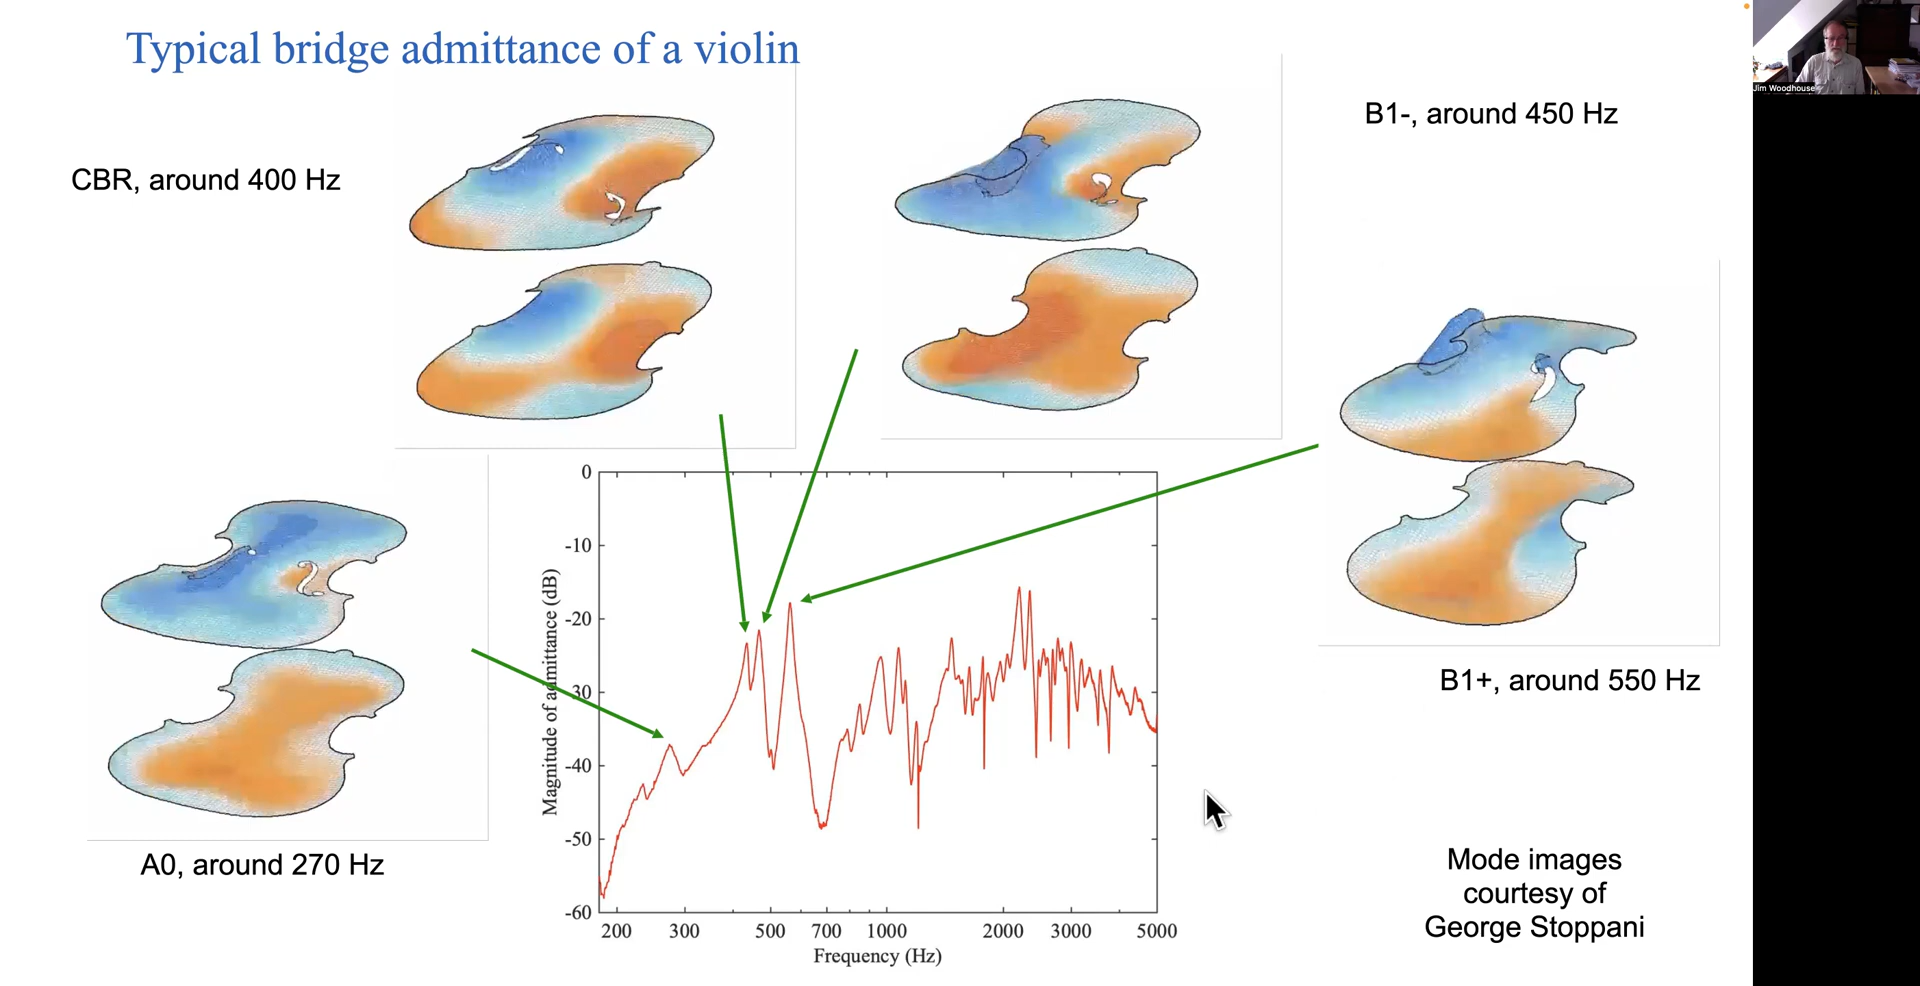 Typical bridge admittance of a violin
Jim Woodhouse
B1-, around 450 Hz
CBR, around 400 Hz
B1+, around 550 Hz
A0, around 270 Hz
Magnitude of admittance (dB)
0
-10
-20
-30
-40
-50
-60
200 300 500 700 1000 2000 3000 5000
Frequency (Hz)
Mode images
courtesy of
George Stoppani